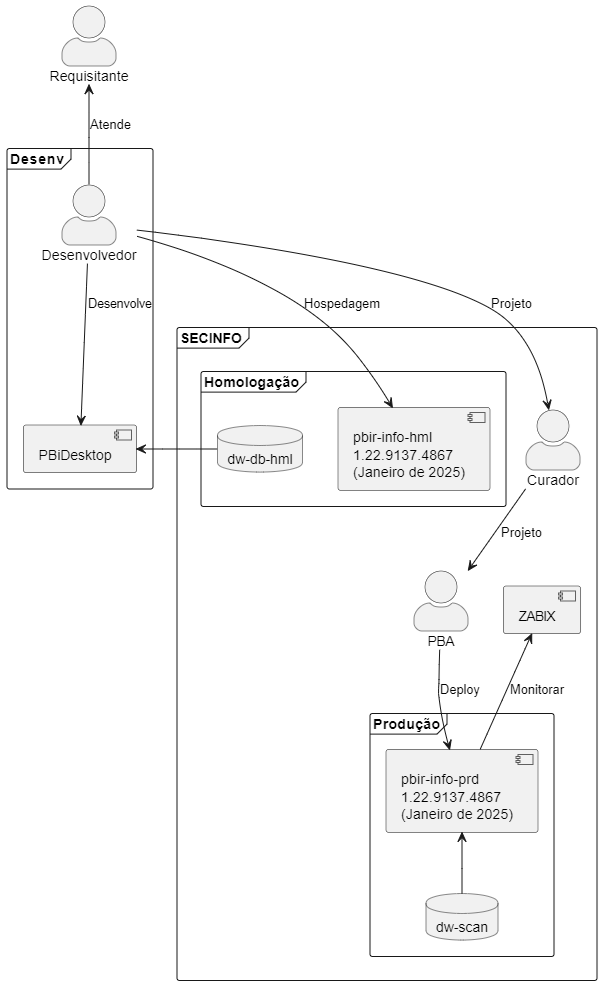 Requisitante
Atende
Desenv
Desenvolvedor
Desenvolve
Hospedagem
Projeto
SECINFO
Homologação
PBiDesktop
dw-db-hml
pbir-info-hml
1.22.9137.4867
(Janeiro de 2025)
Curador
Projeto
PBA
ZABIX
Deploy
Monitorar
Produção
pbir-info-prd
1.22.9137.4867
(Janeiro de 2025)
dw-scan